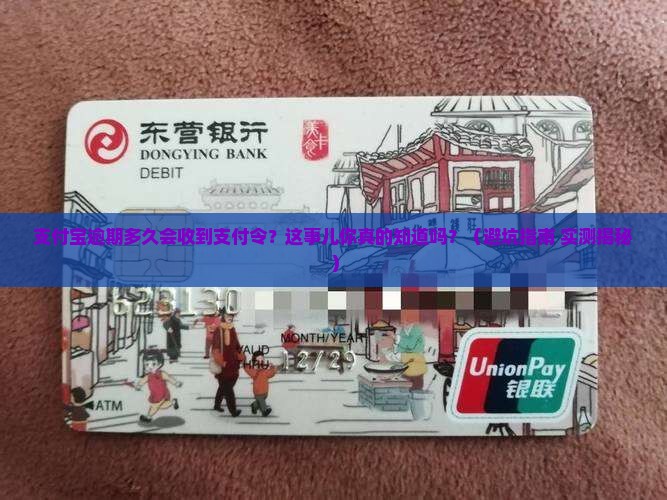 东营银行
DONGYING BANK
DEBIT
美食卡
支付宝逾期多久会收到支付令？这事儿你真的知道吗？（避坑指南 实测揭秘
）
623130
MONTH/YEAR
VALID
THRU
12/29
ATM
UnionPay
银联